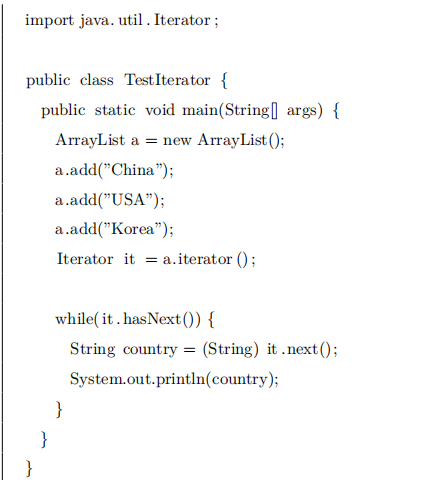 import java.util.Iterator;
public class TestIterator {
public static void main(String[] args) {
ArrayList a = new ArrayList();
a.add("China");
a.add("USA");
a.add("Korea");
Iterator it = a.iterator();
while(it.hasNext()) {
String country = (String) it.next();
System.out.println(country);
}
}
}